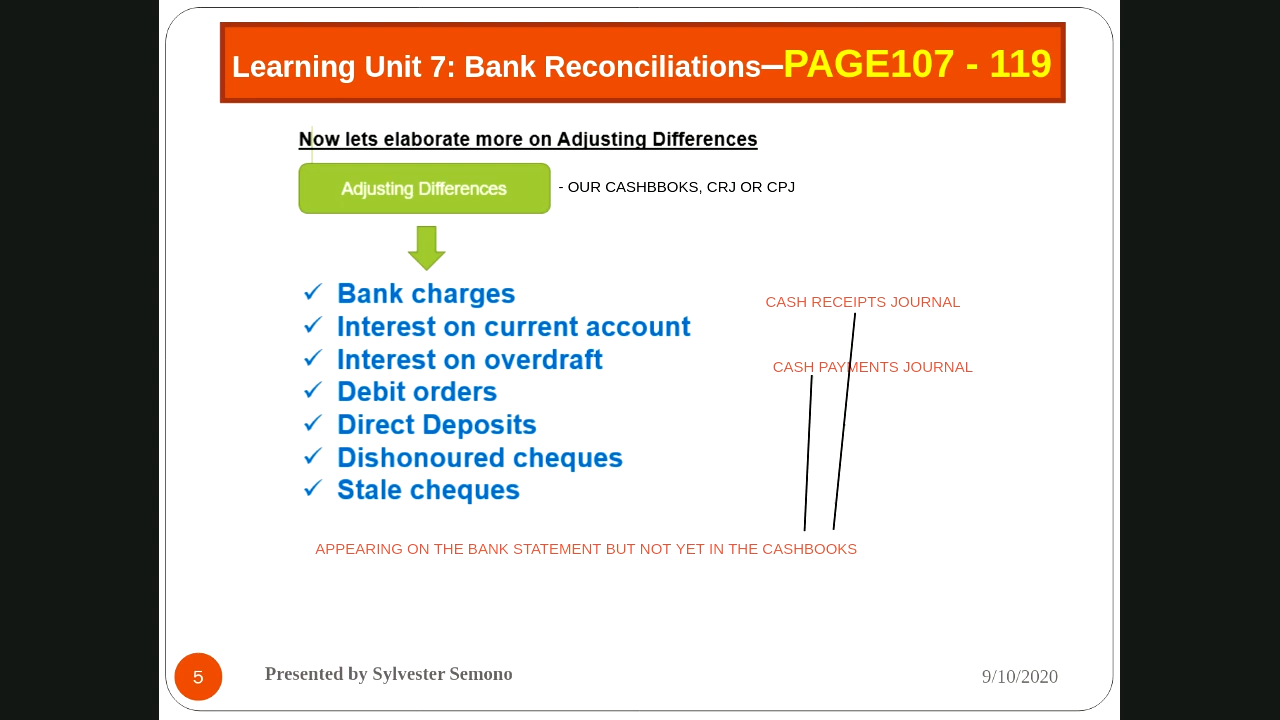 Learning Unit 7: Bank Reconciliations–PAGE107 - 119
Now lets elaborate more on Adjusting Differences
Adjusting Differences
- OUR CASHBBOKS, CRJ OR CPJ
Bank charges
Interest on current account
Interest on overdraft
Debit orders
Direct Deposits
Dishonoured cheques
Stale cheques
CASH RECEIPTS JOURNAL
CASH PAYMENTS JOURNAL
APPEARING ON THE BANK STATEMENT BUT NOT YET IN THE CASHBOOKS
5
Presented by Sylvester Semono
9/10/2020